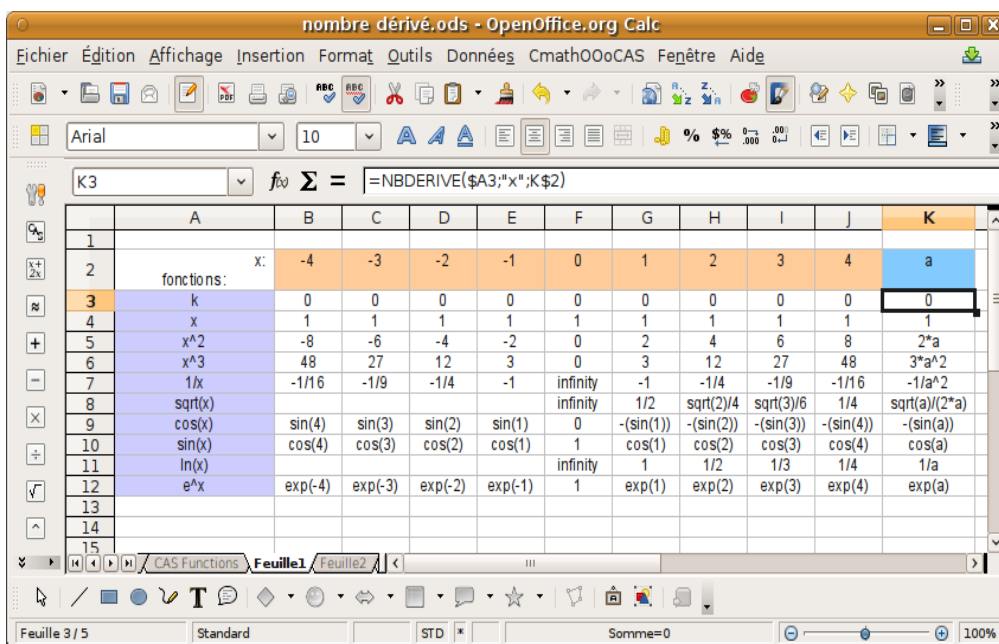 nombre dérivé.ods - OpenOffice.org Calc
Fichier Édition Affichage Insertion Format Outils Données CmathOOoCAS Fenêtre Aide
Arial 10
K3 =NBDERIVE($A3;"x";K$2)
A B C D E F G H I J K
1
2 x: fonctions: -4 -3 -2 -1 0 1 2 3 4 a
3 k 0 0 0 0 0 0 0 0 0 0
4 x 1 1 1 1 1 1 1 1 1 1
5 x^2 -8 -6 -4 -2 0 2 4 6 8 2*a
6 x^3 48 27 12 3 0 3 12 27 48 3*a^2
7 1/x -1/16 -1/9 -1/4 -1 infinity -1 -1/4 -1/9 -1/16 -1/a^2
8 sqrt(x) infinity 1/2 sqrt(2)/4 sqrt(3)/6 1/4 sqrt(a)/(2*a)
9 cos(x) sin(4) sin(3) sin(2) sin(1) 0 -(sin(1)) -(sin(2)) -(sin(3)) -(sin(4)) -(sin(a))
10 sin(x) cos(4) cos(3) cos(2) cos(1) 1 cos(1) cos(2) cos(3) cos(4) cos(a)
11 ln(x) infinity 1 1/2 1/3 1/4 1/a
12 e^x exp(-4) exp(-3) exp(-2) exp(-1) 1 exp(1) exp(2) exp(3) exp(4) exp(a)
13
14
15
CAS Functions Feuille1 Feuille2
Feuille 3 / 5 Standard STD * Somme=0 100%